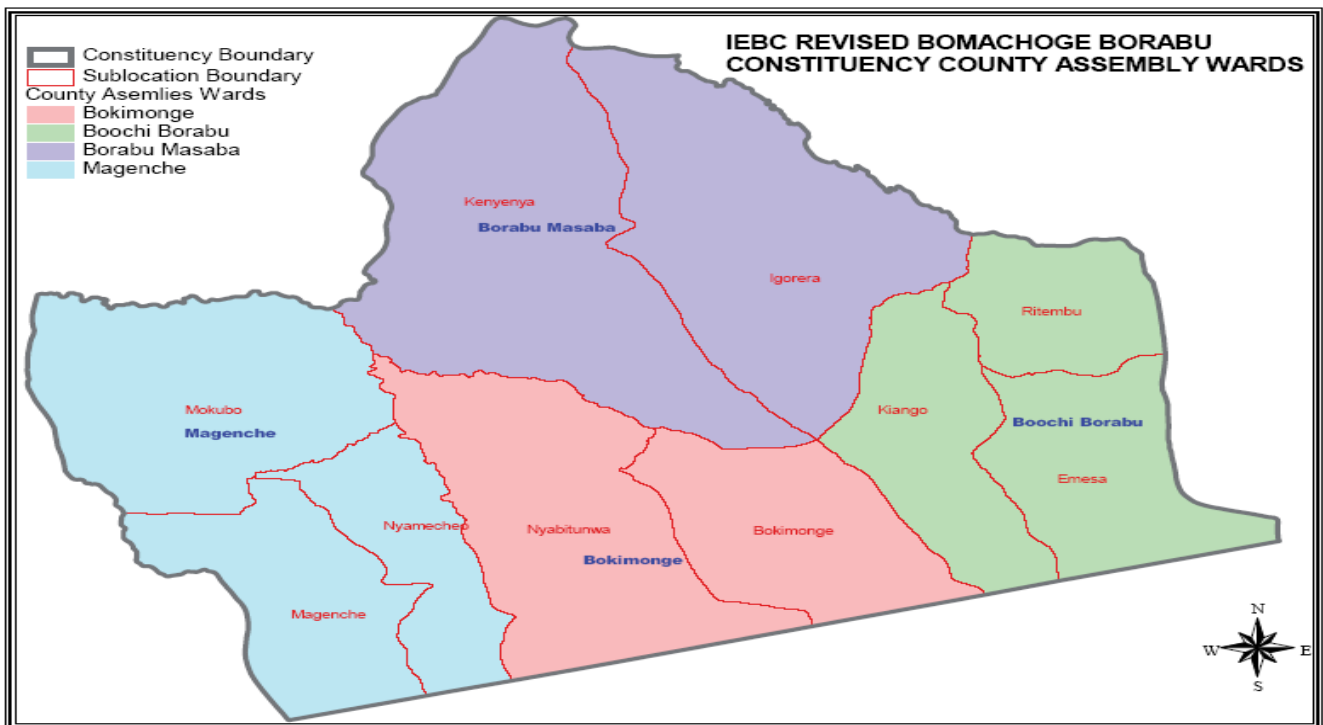 IEBC REVISED BOMACHOGE BORABU
CONSTITUENCY COUNTY ASSEMBLY WARDS
Constituency Boundary
Sublocation Boundary
County Asemlies Wards
Bokimonge
Boochi Borabu
Borabu Masaba
Magenche
Kenyenya
Borabu Masaba
Igorera
Ritembu
Mokubo
Magenche
Kiango
Boochi Borabu
Emesa
Nyamecheo
Nyabitunwa
Bokimonge
Bokimonge
Magenche
N
W
E
S